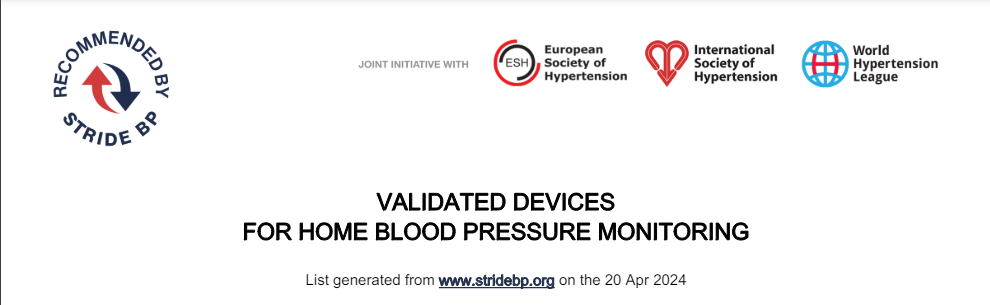 RECOMMENDED BY
STRIDE BP
JOINT INITIATIVE WITH
ESH
European
Society of
Hypertension
International
Society of
Hypertension
World
Hypertension
League
VALIDATED DEVICES
FOR HOME BLOOD PRESSURE MONITORING
List generated from www.stridebp.org on the 20 Apr 2024